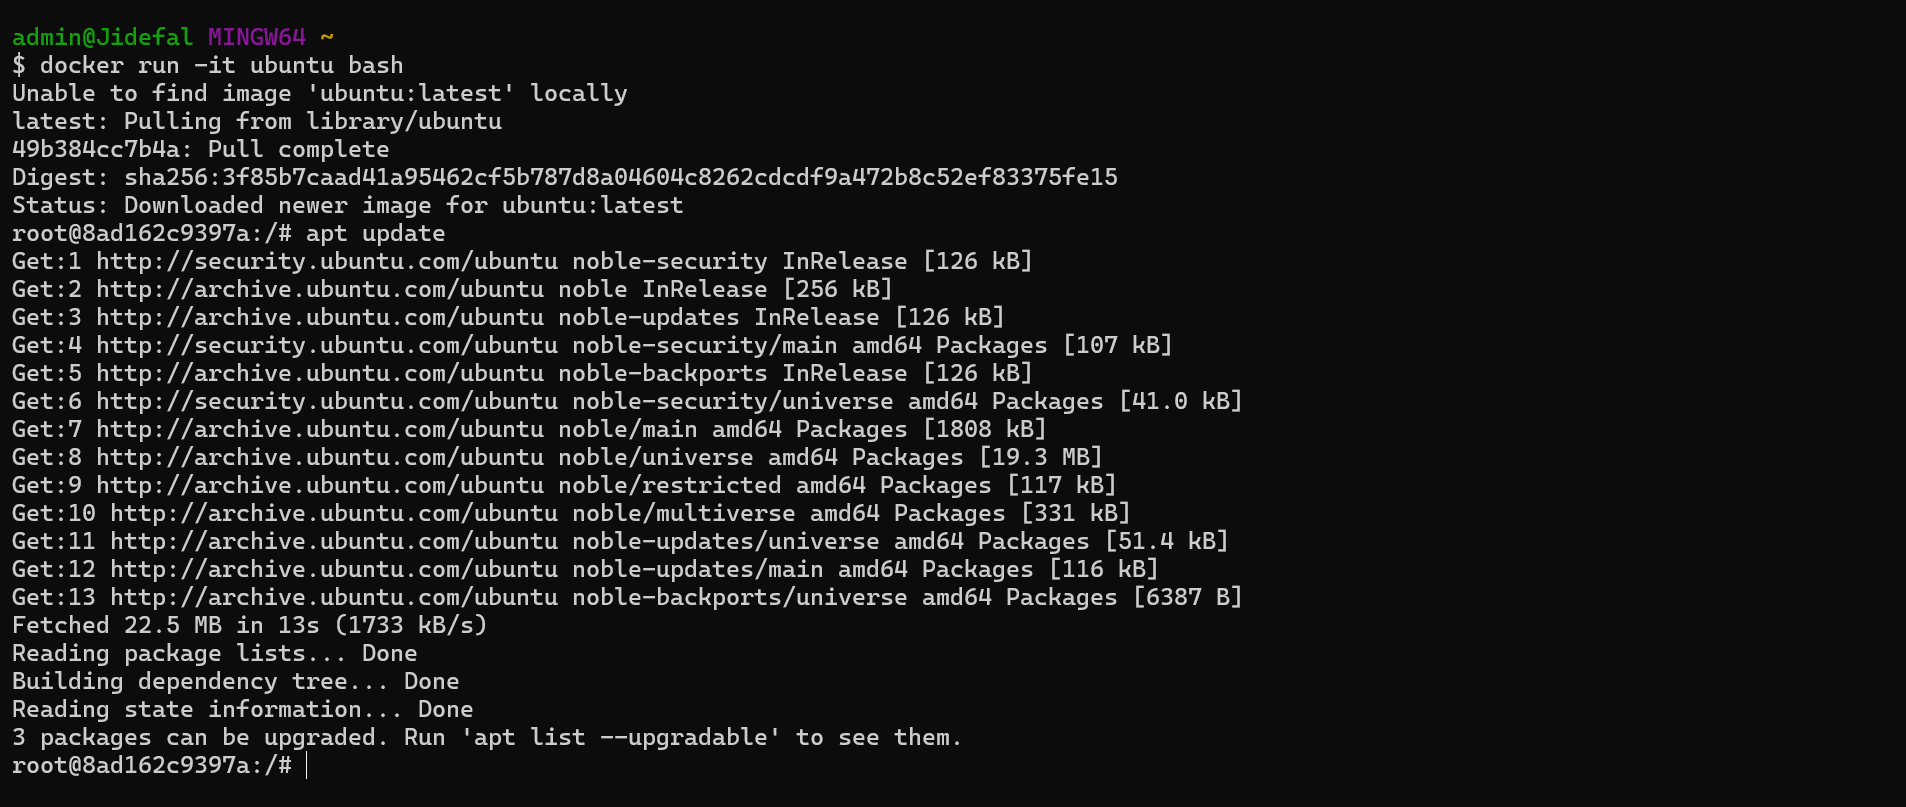 admin@Jidefal MINGW64 ~
$ docker run -it ubuntu bash
Unable to find image 'ubuntu:latest' locally
latest: Pulling from library/ubuntu
49b384cc7b4a: Pull complete
Digest: sha256:3f85b7caad41a95462cf5b787d8a04604c8262cdcdf9a472b8c52ef83375fe15
Status: Downloaded newer image for ubuntu:latest
root@8ad162c9397a:/# apt update
Get:1 http://security.ubuntu.com/ubuntu noble-security InRelease [126 kB]
Get:2 http://archive.ubuntu.com/ubuntu noble InRelease [256 kB]
Get:3 http://archive.ubuntu.com/ubuntu noble-updates InRelease [126 kB]
Get:4 http://security.ubuntu.com/ubuntu noble-security/main amd64 Packages [107 kB]
Get:5 http://archive.ubuntu.com/ubuntu noble-backports InRelease [126 kB]
Get:6 http://security.ubuntu.com/ubuntu noble-security/universe amd64 Packages [41.0 kB]
Get:7 http://archive.ubuntu.com/ubuntu noble/main amd64 Packages [1808 kB]
Get:8 http://archive.ubuntu.com/ubuntu noble/universe amd64 Packages [19.3 MB]
Get:9 http://archive.ubuntu.com/ubuntu noble/restricted amd64 Packages [117 kB]
Get:10 http://archive.ubuntu.com/ubuntu noble/multiverse amd64 Packages [331 kB]
Get:11 http://archive.ubuntu.com/ubuntu noble-updates/universe amd64 Packages [51.4 kB]
Get:12 http://archive.ubuntu.com/ubuntu noble-updates/main amd64 Packages [116 kB]
Get:13 http://archive.ubuntu.com/ubuntu noble-backports/universe amd64 Packages [6387 B]
Fetched 22.5 MB in 13s (1733 kB/s)
Reading package lists... Done
Building dependency tree... Done
Reading state information... Done
3 packages can be upgraded. Run 'apt list --upgradable' to see them.
root@8ad162c9397a:/#